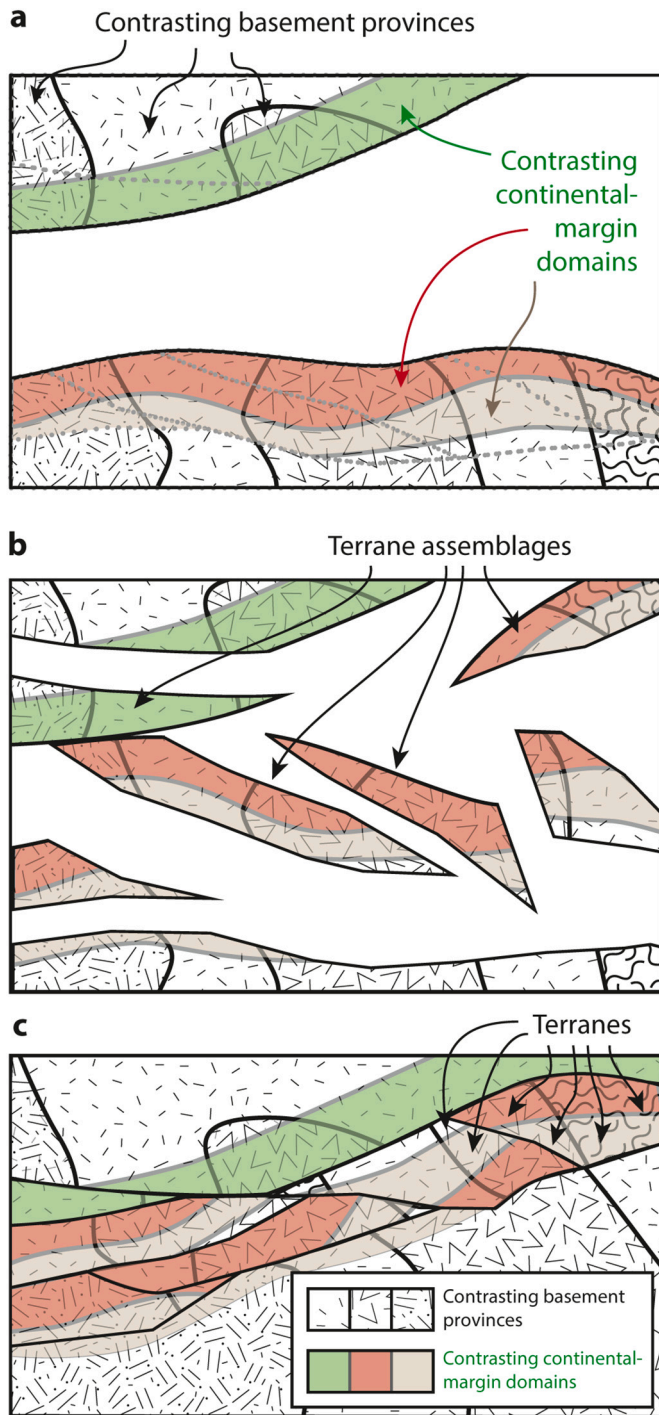 a
Contrasting basement provinces
Contrasting
continental-
margin
domains
b
Terrane assemblages
c
Terranes
Contrasting basement
provinces
Contrasting continental-
margin domains